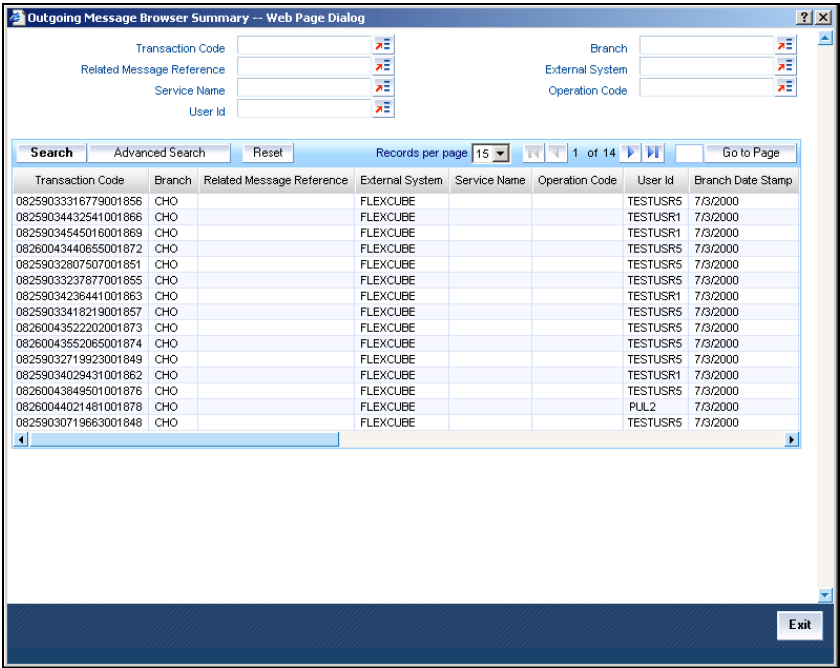 Outgoing Message Browser Summary -- Web Page Dialog
Transaction Code Branch
Related Message Reference External System
Service Name Operation Code
User Id
Search Advanced Search Reset Records per page 15 1 of 14 Go to Page
Transaction Code Branch Related Message Reference External System Service Name Operation Code User Id Branch Date Stamp
08259033316779001856 CHO FLEXCUBE TESTUSR5 7/3/2000
08259034432541001866 CHO FLEXCUBE TESTUSR1 7/3/2000
08259034545016001869 CHO FLEXCUBE TESTUSR1 7/3/2000
08260043440655001872 CHO FLEXCUBE TESTUSR5 7/3/2000
08259032807507001851 CHO FLEXCUBE TESTUSR5 7/3/2000
08259033237877001855 CHO FLEXCUBE TESTUSR5 7/3/2000
08259034236441001863 CHO FLEXCUBE TESTUSR1 7/3/2000
08259033418219001857 CHO FLEXCUBE TESTUSR5 7/3/2000
08260043522202001873 CHO FLEXCUBE TESTUSR5 7/3/2000
08260043552065001874 CHO FLEXCUBE TESTUSR5 7/3/2000
08259032719923001849 CHO FLEXCUBE TESTUSR5 7/3/2000
08259034029431001862 CHO FLEXCUBE TESTUSR1 7/3/2000
08260043849501001876 CHO FLEXCUBE TESTUSR5 7/3/2000
08260044021481001878 CHO FLEXCUBE PUL2 7/3/2000
08259030719663001848 CHO FLEXCUBE TESTUSR5 7/3/2000
Exit